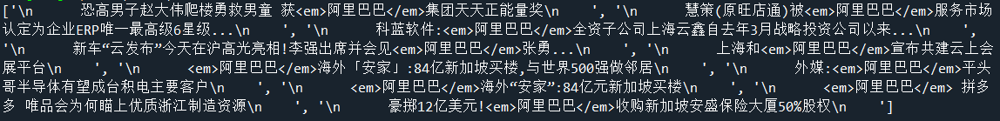 ['\n      恐高男子赵大伟爬楼勇救男童 获<em>阿里巴巴</em>集团天天正能量奖\n    ', '\n      慧策(原旺店通)被<em>阿里巴巴</em>服务市场
认定为企业ERP唯一最高级6星级...\n    ', '\n      科蓝软件:<em>阿里巴巴</em>全资子公司上海云鑫自去年3月战略投资公司以来...\n    ',
'\n      新车“云发布”今天在沪高光亮相!李强出席并会见<em>阿里巴巴</em>张勇...\n    ', '\n      上海和<em>阿里巴巴</em>宣布共建云上会
展平台\n    ', '\n      <em>阿里巴巴</em>海外「安家」:84亿新加坡买楼,与世界500强做邻居\n    ', '\n      外媒:<em>阿里巴巴</em>平头
哥半导体有望成台积电主要客户\n    ', '\n      <em>阿里巴巴</em>海外“安家”:84亿元新加坡买楼\n    ', '\n      <em>阿里巴巴</em> 拼多
多 唯品会为何瞄上优质浙江制造资源\n    ', '\n      豪掷12亿美元!<em>阿里巴巴</em>收购新加坡安盛保险大厦50%股权\n    ']